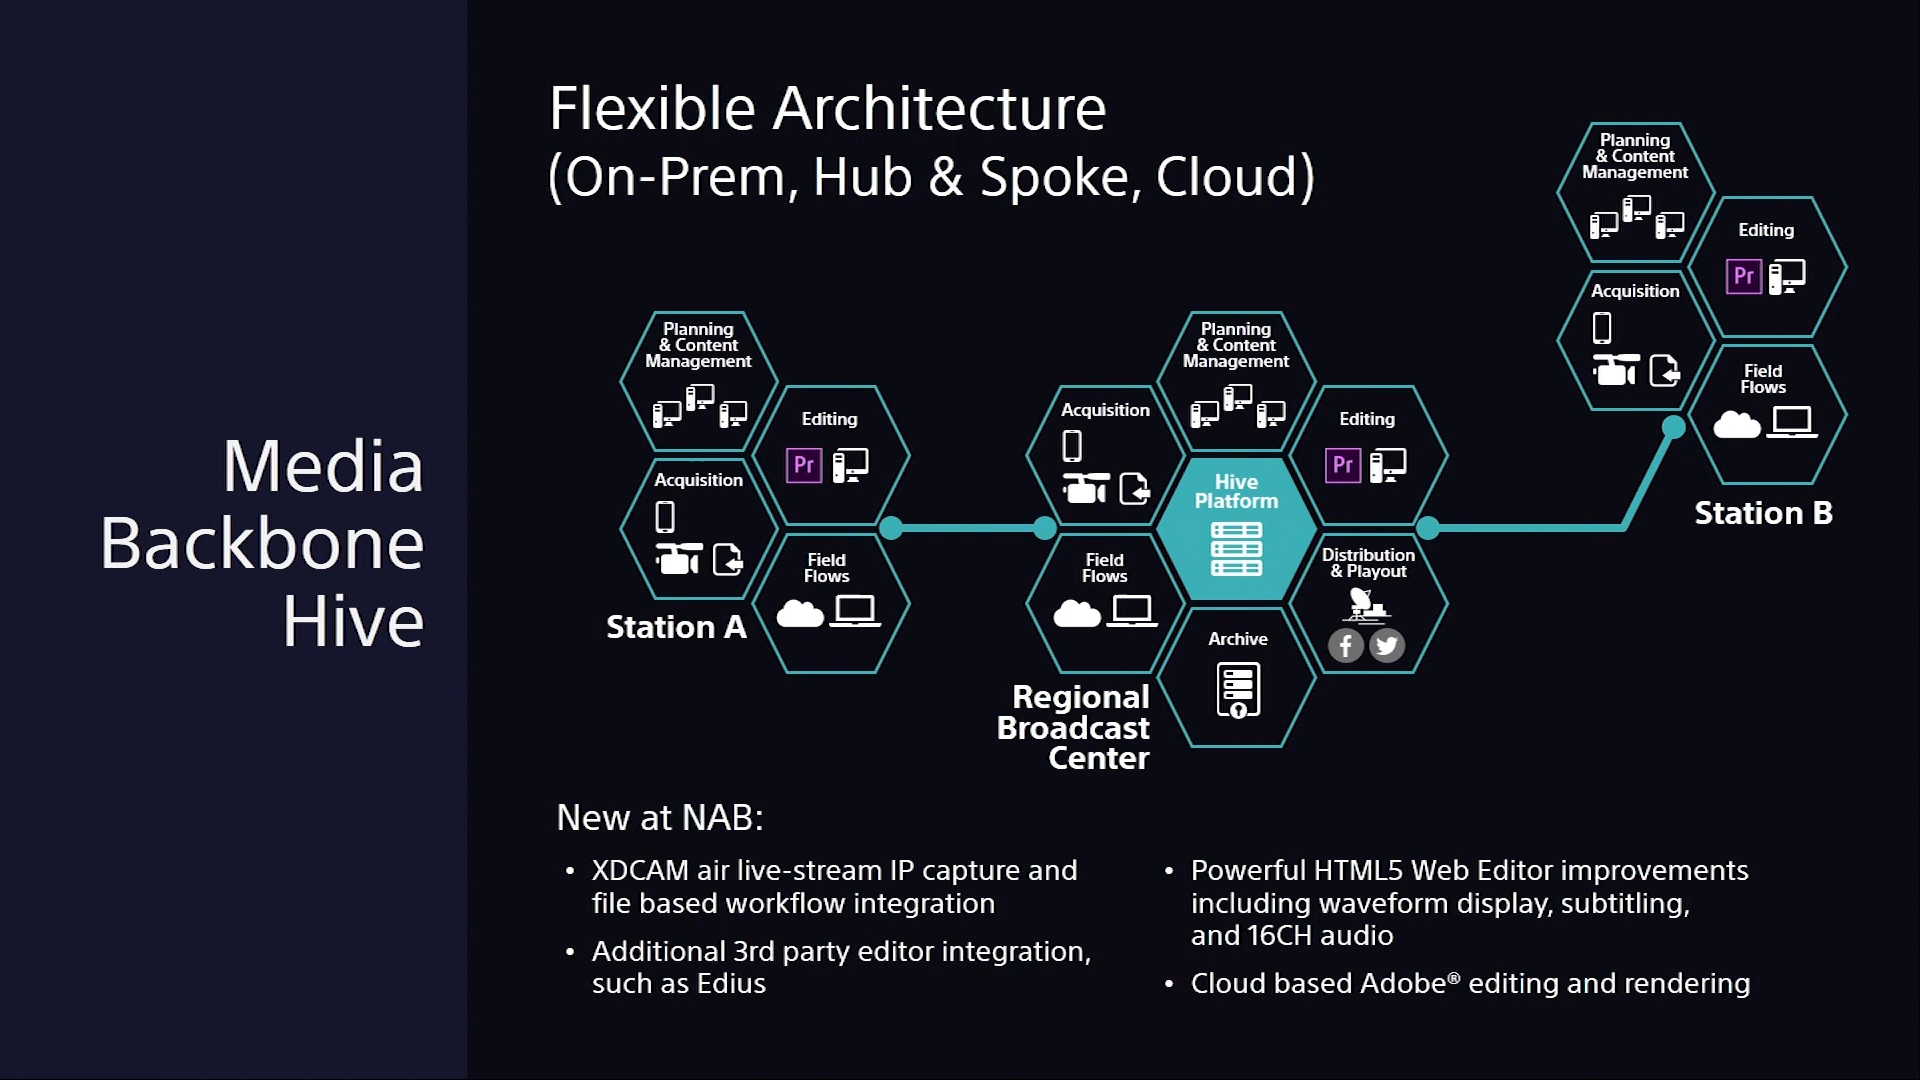 Media
Backbone
Hive
Flexible Architecture
(On-Prem, Hub & Spoke, Cloud)
Planning
& Content
Management
Editing
Pr
Acquisition
Field
Flows
Station A
Planning
& Content
Management
Acquisition
Editing
Pr
Hive
Platform
Field
Flows
Distribution
& Playout
f
Archive
Regional
Broadcast
Center
Planning
& Content
Management
Editing
Pr
Acquisition
Field
Flows
Station B
New at NAB:
• XDCAM air live-stream IP capture and
file based workflow integration
• Additional 3rd party editor integration,
such as Edius
• Powerful HTML5 Web Editor improvements
including waveform display, subtitling,
and 16CH audio
• Cloud based Adobe® editing and rendering